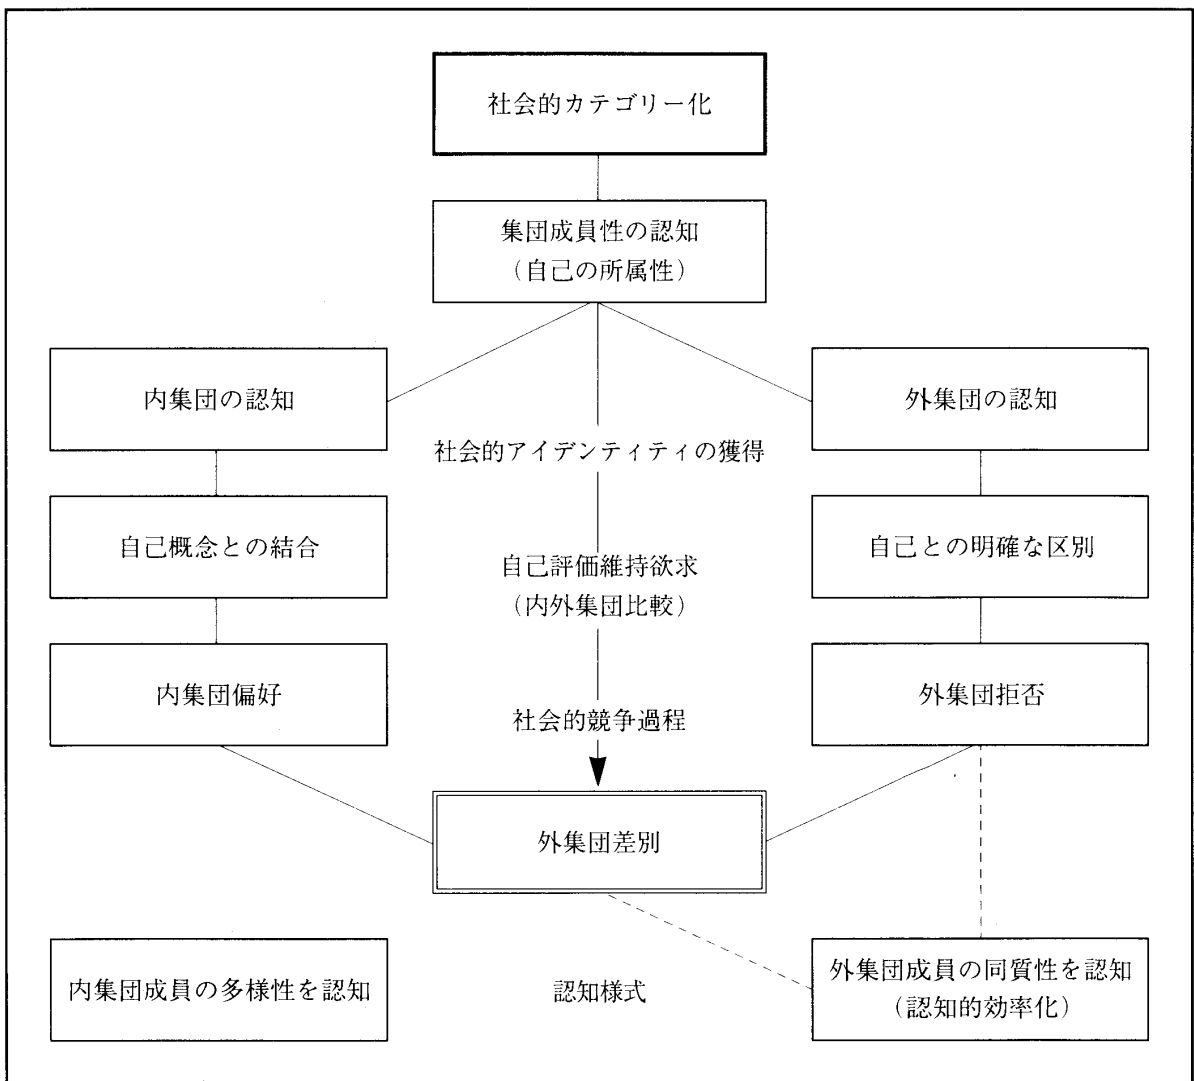 社会的カテゴリー化
集団成員性の認知
（自己の所属性）
内集団の認知
外集団の認知
社会的アイデンティティの獲得
自己概念との結合
自己との明確な区別
自己評価維持欲求
（内外集団比較）
内集団偏好
外集団拒否
社会的競争過程
外集団差別
内集団成員の多様性を認知
認知様式
外集団成員の同質性を認知
（認知的効率化）